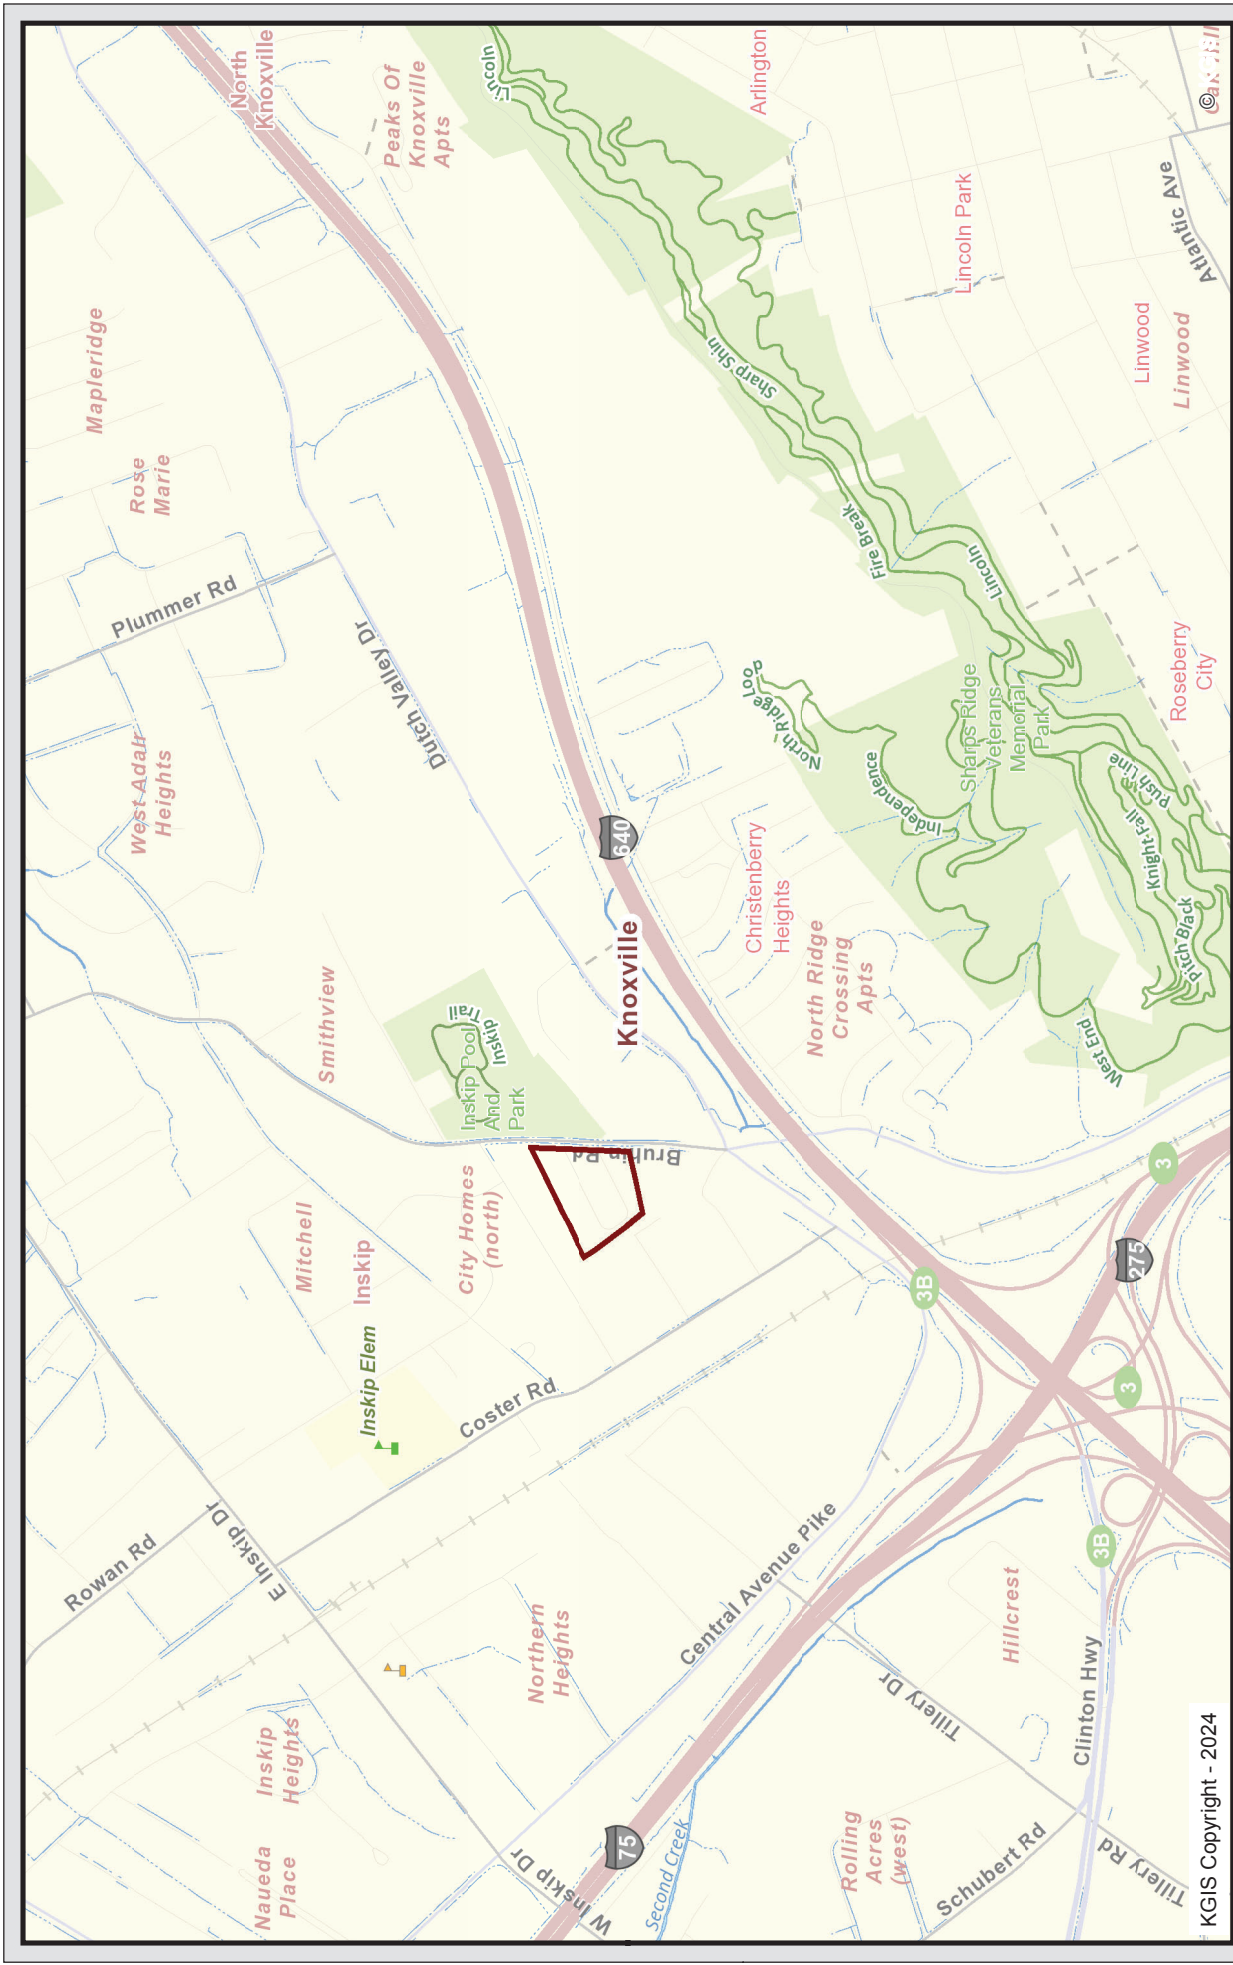 North
Knoxville
Peaks Of
Knoxville
Apts
Lincoln
Arlington
Lincoln Park
Atlantic Ave
Linwood
Linwood
Mapleridge
Rose
Marie
Plummer Rd
Dutch Valley Dr
West Adair
Heights
Sharp Shin
Fire Break
Lincoln
Roseberry
City
North Ridge Loop
Independence
Sharps Ridge
Veterans
Memorial
Park
Push Line
Knight-Fall
Pitch Black
West End
640
Knoxville
Christenberry
Heights
North Ridge
Crossing
Apts
Smithview
Inskip Trail
Inskip Pool
And
Park
Inskip
Bruhin Rd
City Homes
(north)
Mitchell
Inskip
Inskip Elem
Coster Rd
3
275
3B
3
3B
Rowan Rd
E Inskip Dr
Northern
Heights
Central Avenue Pike
Inskip
Heights
Naueda
Place
W Inskip Dr
75
Second Creek
Tillery Dr
Hillcrest
Clinton Hwy
Rolling
Acres
(west)
Schubert Rd
Tillery Rd
KGIS Copyright - 2024
©